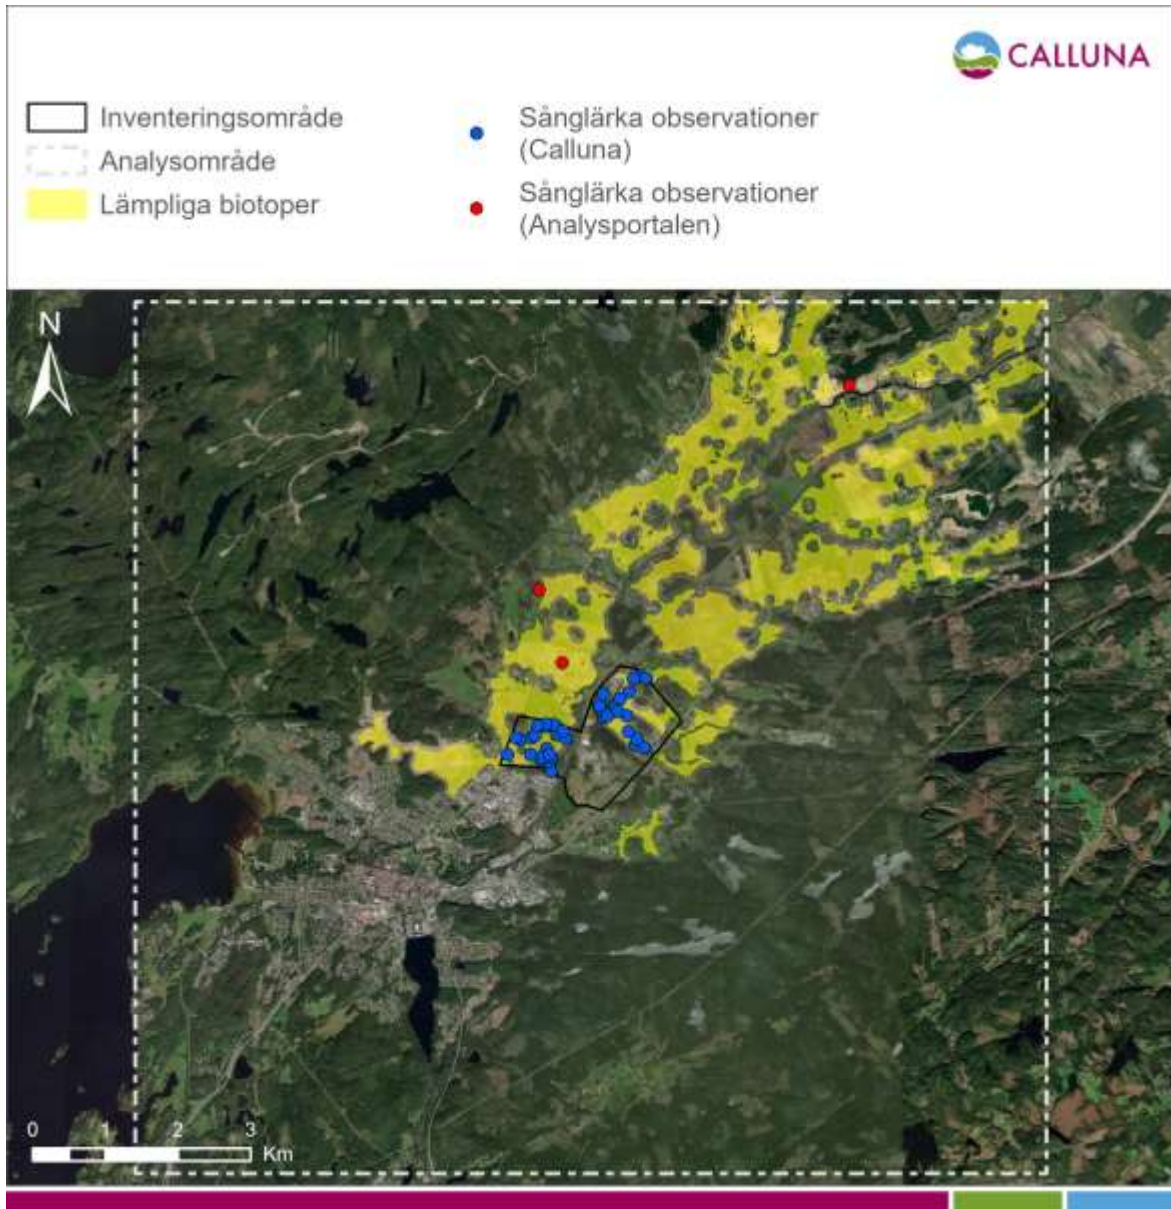 CALLUNA
Inventeringsområde
Analysområde
Lämpliga biotoper
Sånglärka observationer
(Calluna)
Sånglärka observationer
(Analysportalen)
N
0 1 2 3
Km